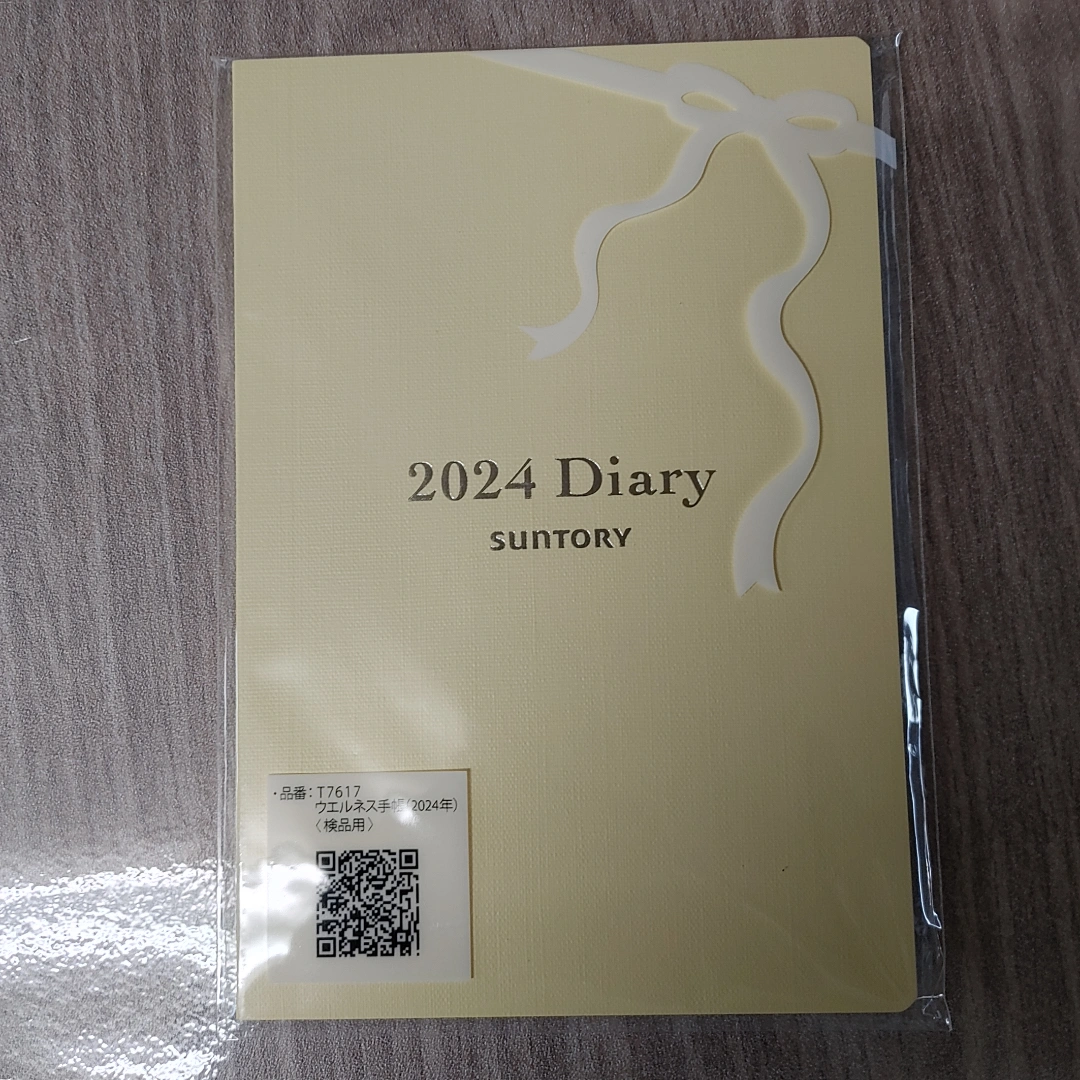 2024 Diary
SUNTORY
・品番：T7617
ウエルネス手帳(2024年)
〈検品用〉